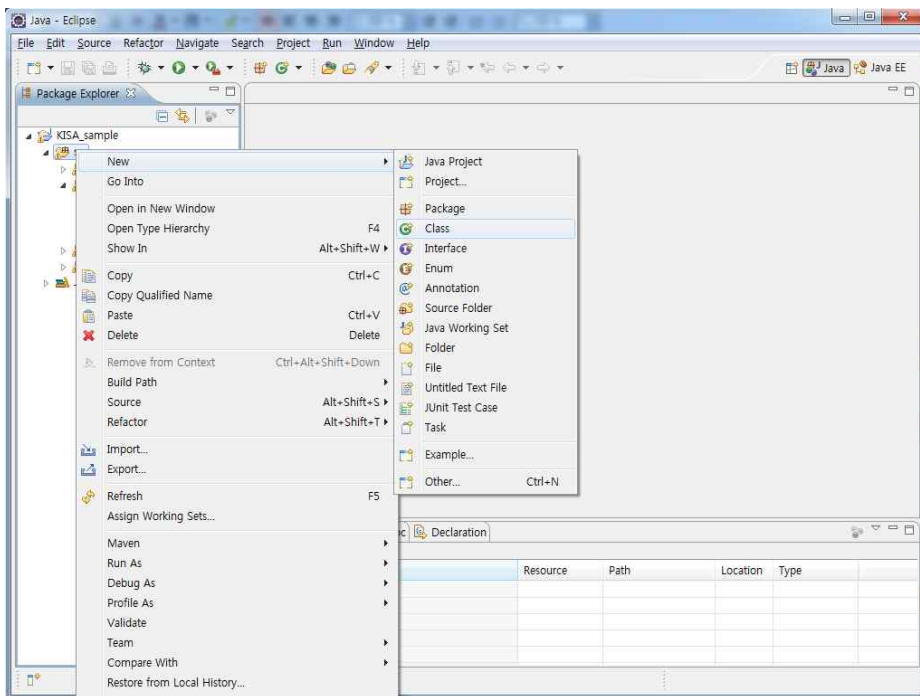 Java - Eclipse
File Edit Source Refactor Navigate Search Project Run Window Help
Java Java EE
Package Explorer
KISA_sample
New
Go Into
Open in New Window
Open Type Hierarchy F4
Show In Alt+Shift+W
Copy Ctrl+C
Copy Qualified Name
Paste Ctrl+V
Delete Delete
Remove from Context Ctrl+Alt+Shift+Down
Build Path
Source Alt+Shift+S
Refactor Alt+Shift+T
Import...
Export...
Refresh F5
Assign Working Sets...
Maven
Run As
Debug As
Profile As
Validate
Team
Compare With
Restore from Local History...
Java Project
Project...
Package
Class
Interface
Enum
Annotation
Source Folder
Java Working Set
Folder
File
Untitled Text File
JUnit Test Case
Task
Example...
Other... Ctrl+N
Declaration
Resource Path Location Type